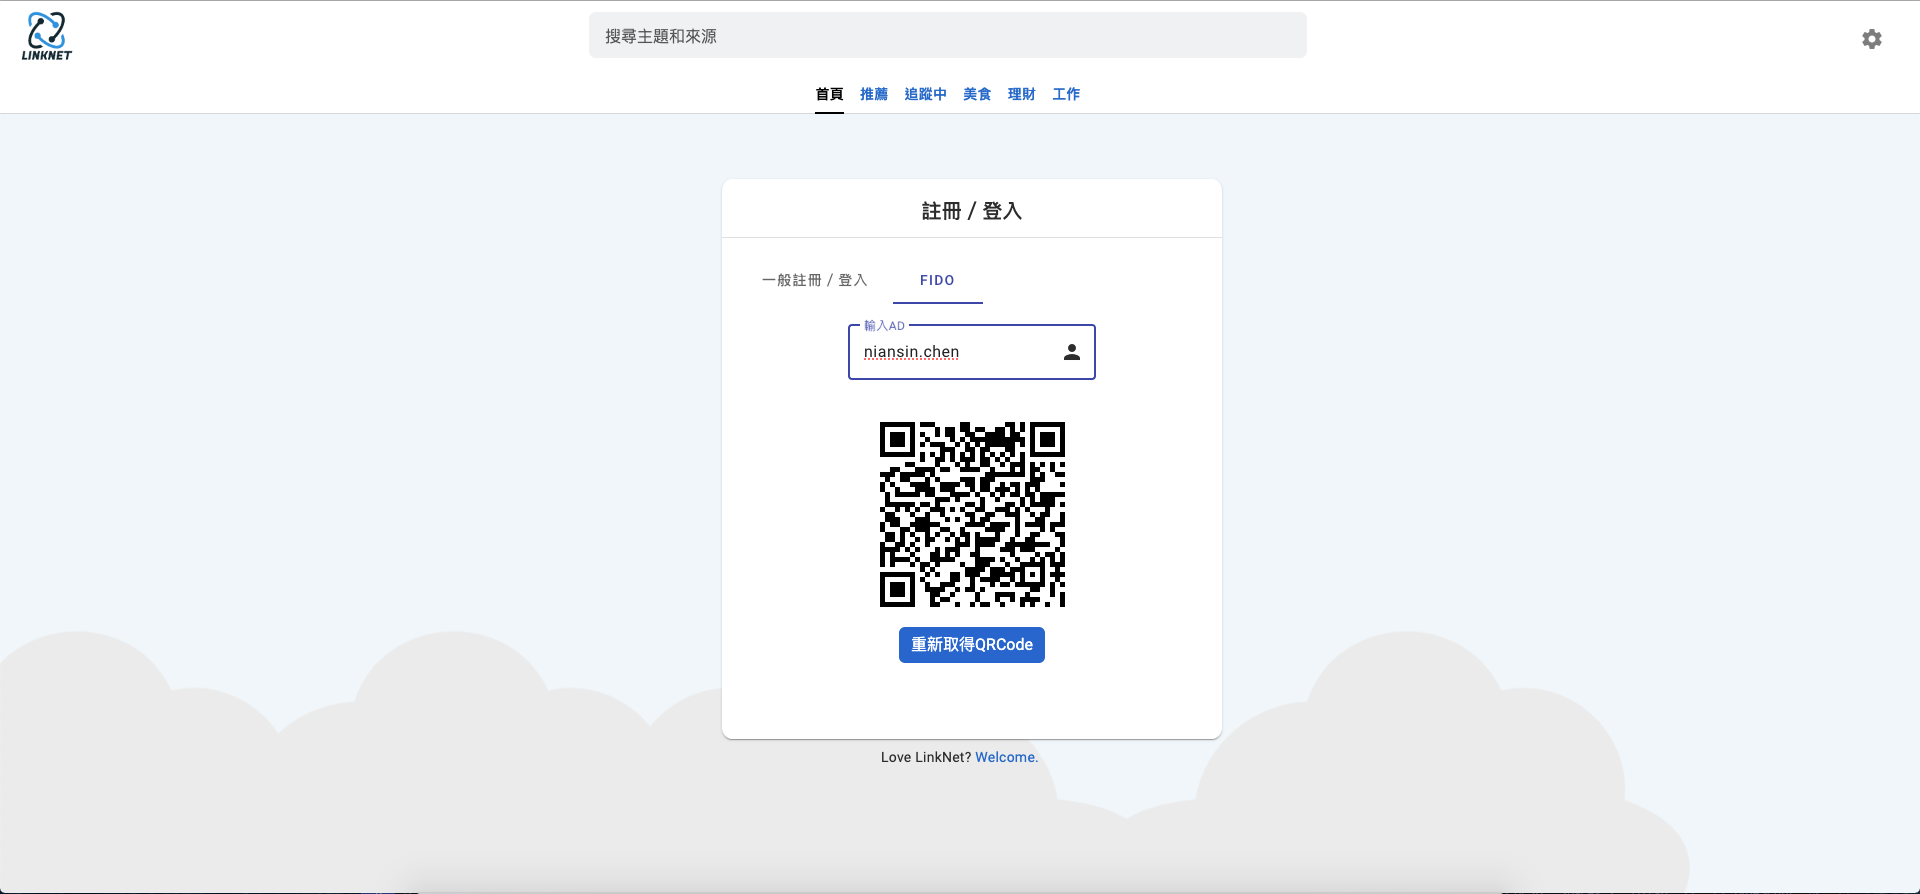 LINKNET
搜尋主題和來源
首頁 推薦 追蹤中 美食 理財 工作
註冊 / 登入
一般註冊 / 登入 FIDO
輸入AD
niansin.chen
重新取得QRCode
Love LinkNet? Welcome.